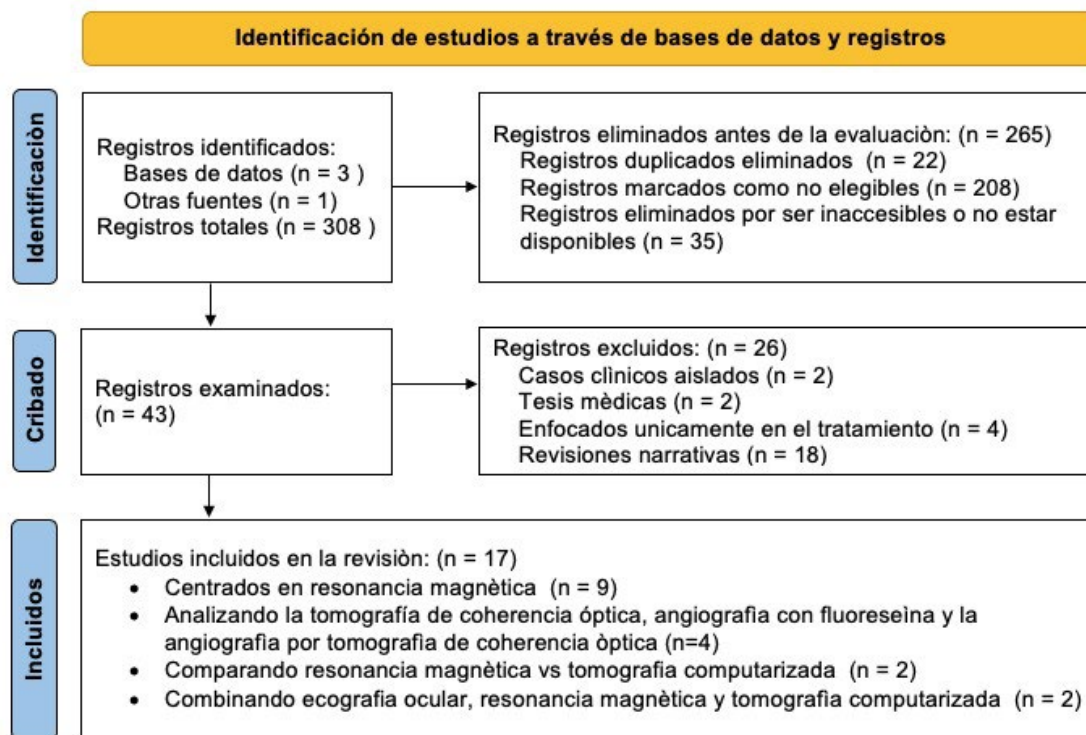 Identificación de estudios a través de bases de datos y registros
Identificaciòn
Registros identificados:
Bases de datos (n = 3 )
Otras fuentes (n = 1)
Registros totales (n = 308 )
Registros eliminados antes de la evaluaciòn: (n = 265)
Registros duplicados eliminados (n = 22)
Registros marcados como no elegibles (n = 208)
Registros eliminados por ser inaccesibles o no estar
disponibles (n = 35)
Cribado
Registros examinados:
(n = 43)
Registros excluidos: (n = 26)
Casos clìnicos aislados (n = 2)
Tesis mèdicas (n = 2)
Enfocados unicamente en el tratamiento (n = 4)
Revisiones narrativas (n = 18)
Incluidos
Estudios incluidos en la revisiòn: (n = 17)
• Centrados en resonancia magnètica (n = 9)
• Analizando la tomografía de coherencia óptica, angiografìa con fluoreseìna y la
angiografìa por tomografìa de coherencia òptica (n=4)
• Comparando resonancia magnètica vs tomografìa computarizada (n = 2)
• Combinando ecografìa ocular, resonancia magnètica y tomografìa computarizada (n = 2)